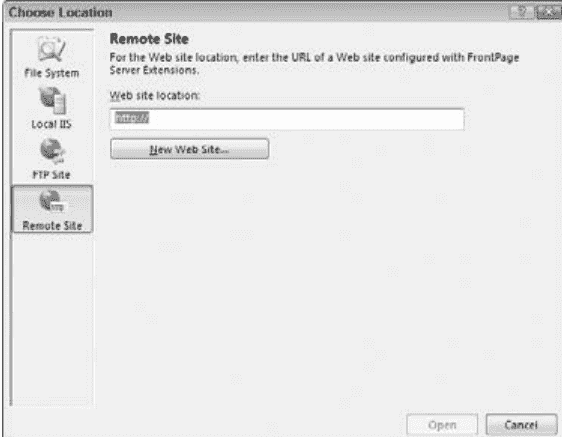 Choose Location
File System
Local IIS
FTP Site
Remote Site
Remote Site
For the Web site location, enter the URL of a Web site configured with FrontPage
Server Extensions.
Web site location:
http://
New Web Site...
Open
Cancel